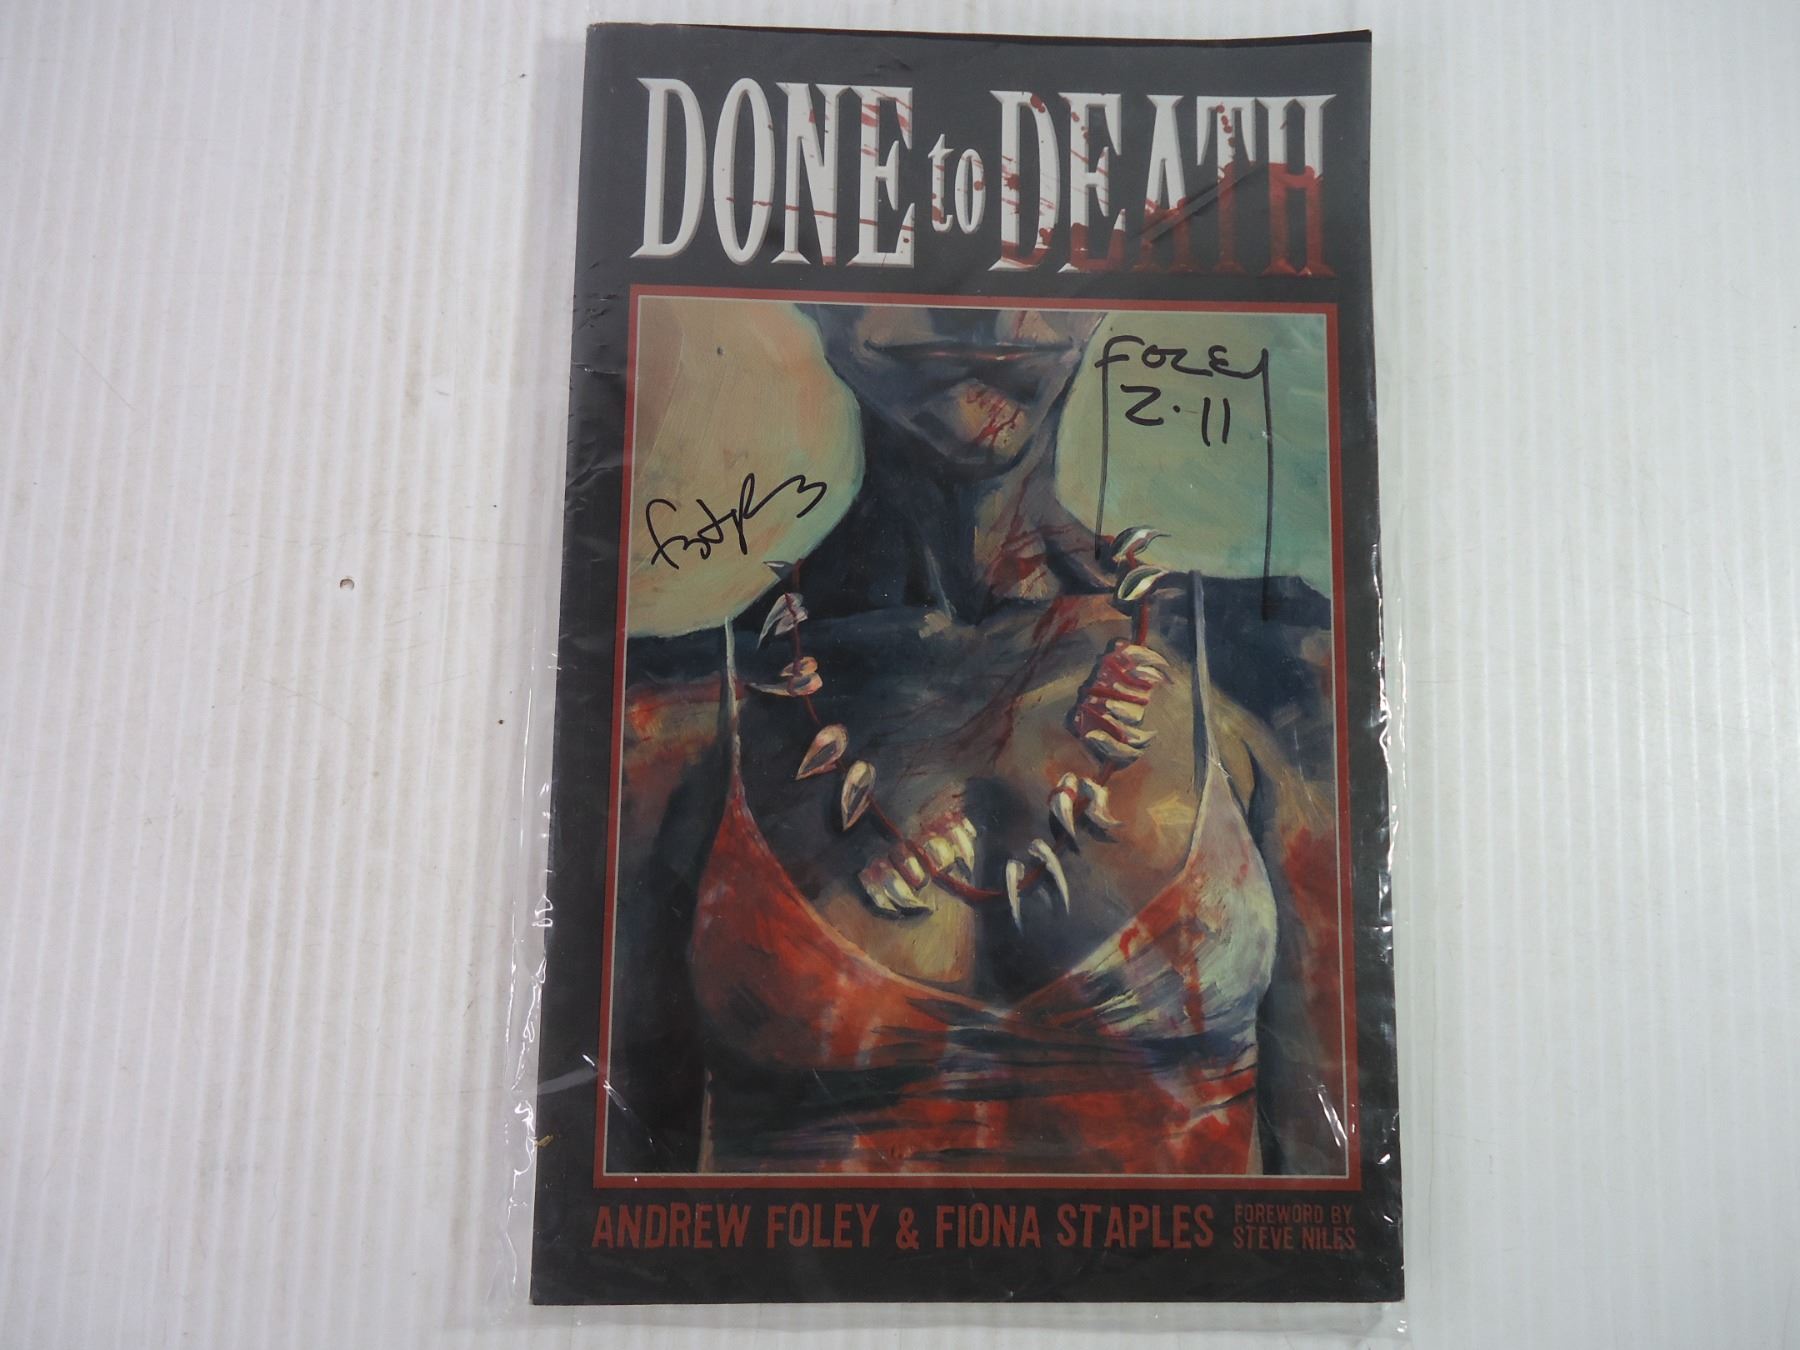 DONE to DEATH
FOLEY
2.11
ANDREW FOLEY & FIONA STAPLES
FOREWORD BY
STEVE NILES